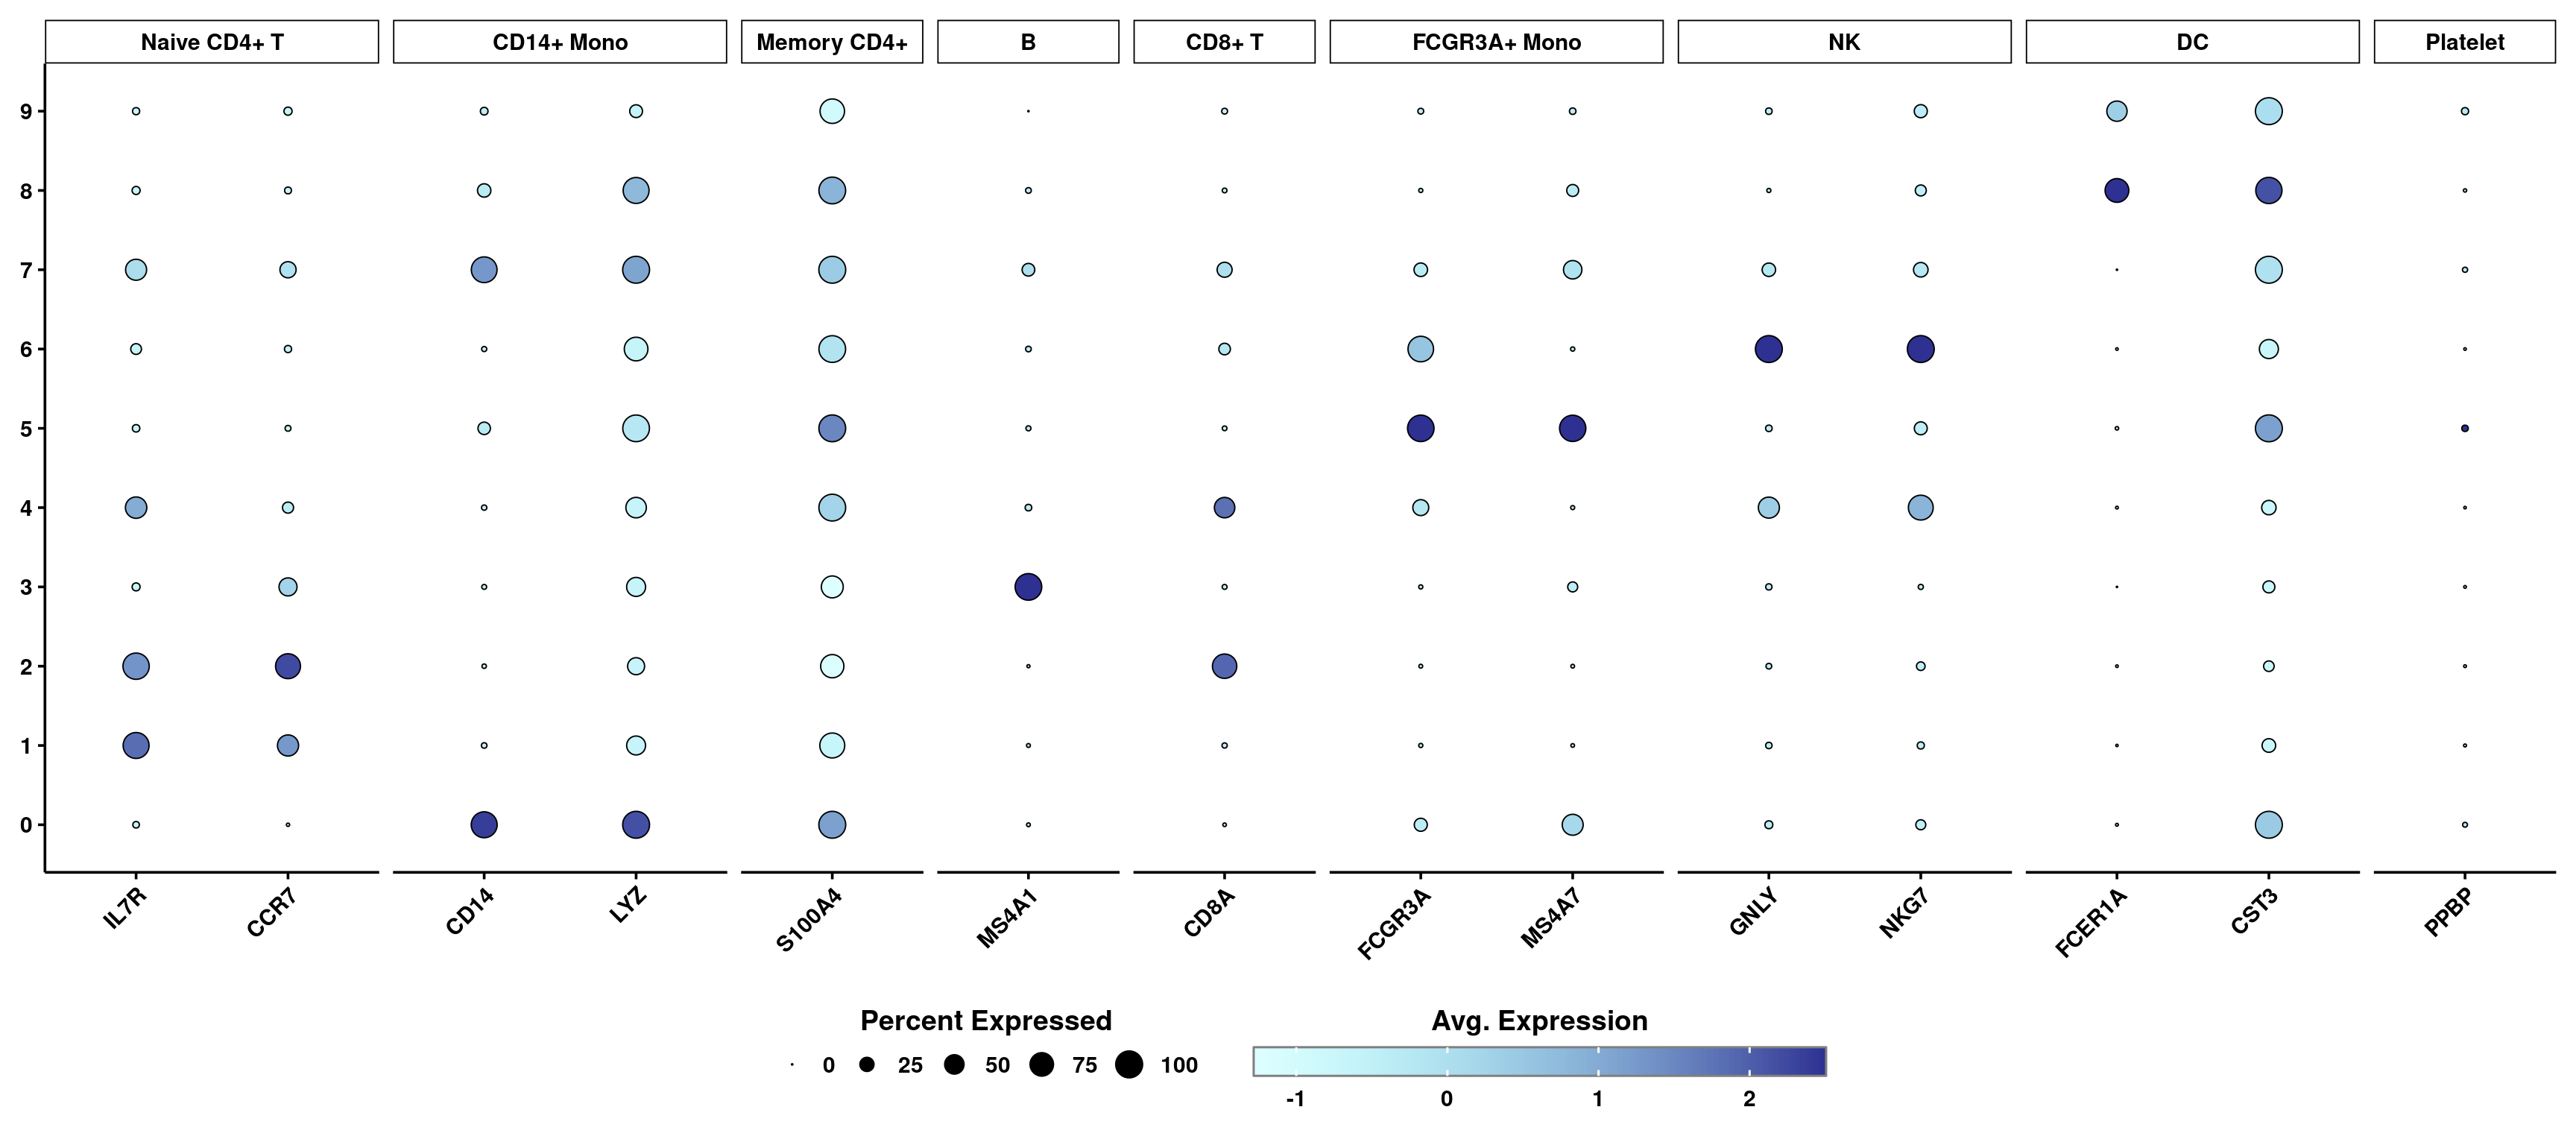 Naive CD4+ T CD14+ Mono Memory CD4+ B CD8+ T FCGR3A+ Mono NK DC Platelet
9
8
7
6
5
4
3
2
1
0
IL7R CCR7 CD14 LYZ S100A4 MS4A1 CD8A FCGR3A MS4A7 GNLY NKG7 FCER1A CST3 PPBP
Percent Expressed
0 25 50 75 100
Avg. Expression
-1 0 1 2